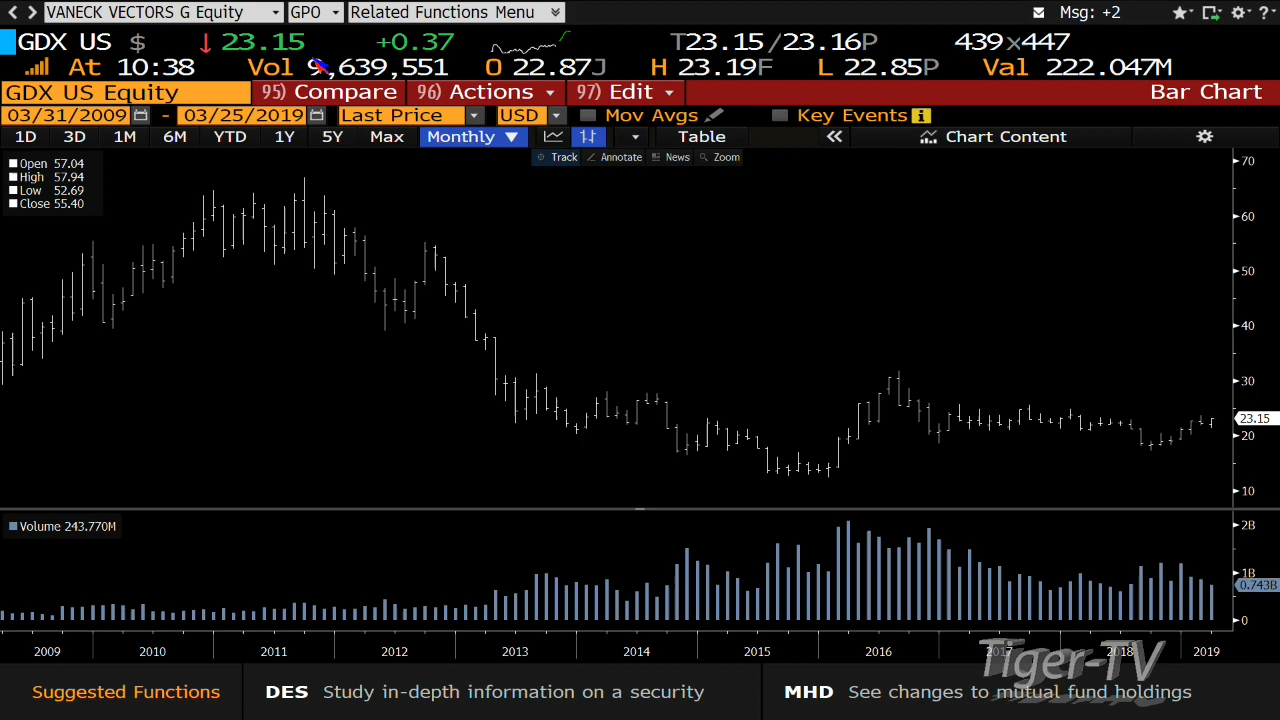 VANECK VECTORS G Equity GPO Related Functions Menu Msg: +2
GDX US $ 23.15 +0.37 T23.15/23.16P 439x447
At 10:38 Vol 9,639,551 O 22.87J H 23.19F L 22.85P Val 222.047M
GDX US Equity 95) Compare 96) Actions 97) Edit Bar Chart
03/31/2009 - 03/25/2019 Last Price USD Mov Avgs Key Events
1D 3D 1M 6M YTD 1Y 5Y Max Monthly Table Chart Content
Track Annotate News Zoom
Open 57.04
High 57.94
Low 52.69
Close 55.40
70
60
50
40
30
23.15
20
10
Volume 243.770M
2B
1B
0.743B
0
2009 2010 2011 2012 2013 2014 2015 2016 2017 2018 2019
Tiger-TV
Suggested Functions DES Study in-depth information on a security MHD See changes to mutual fund holdings